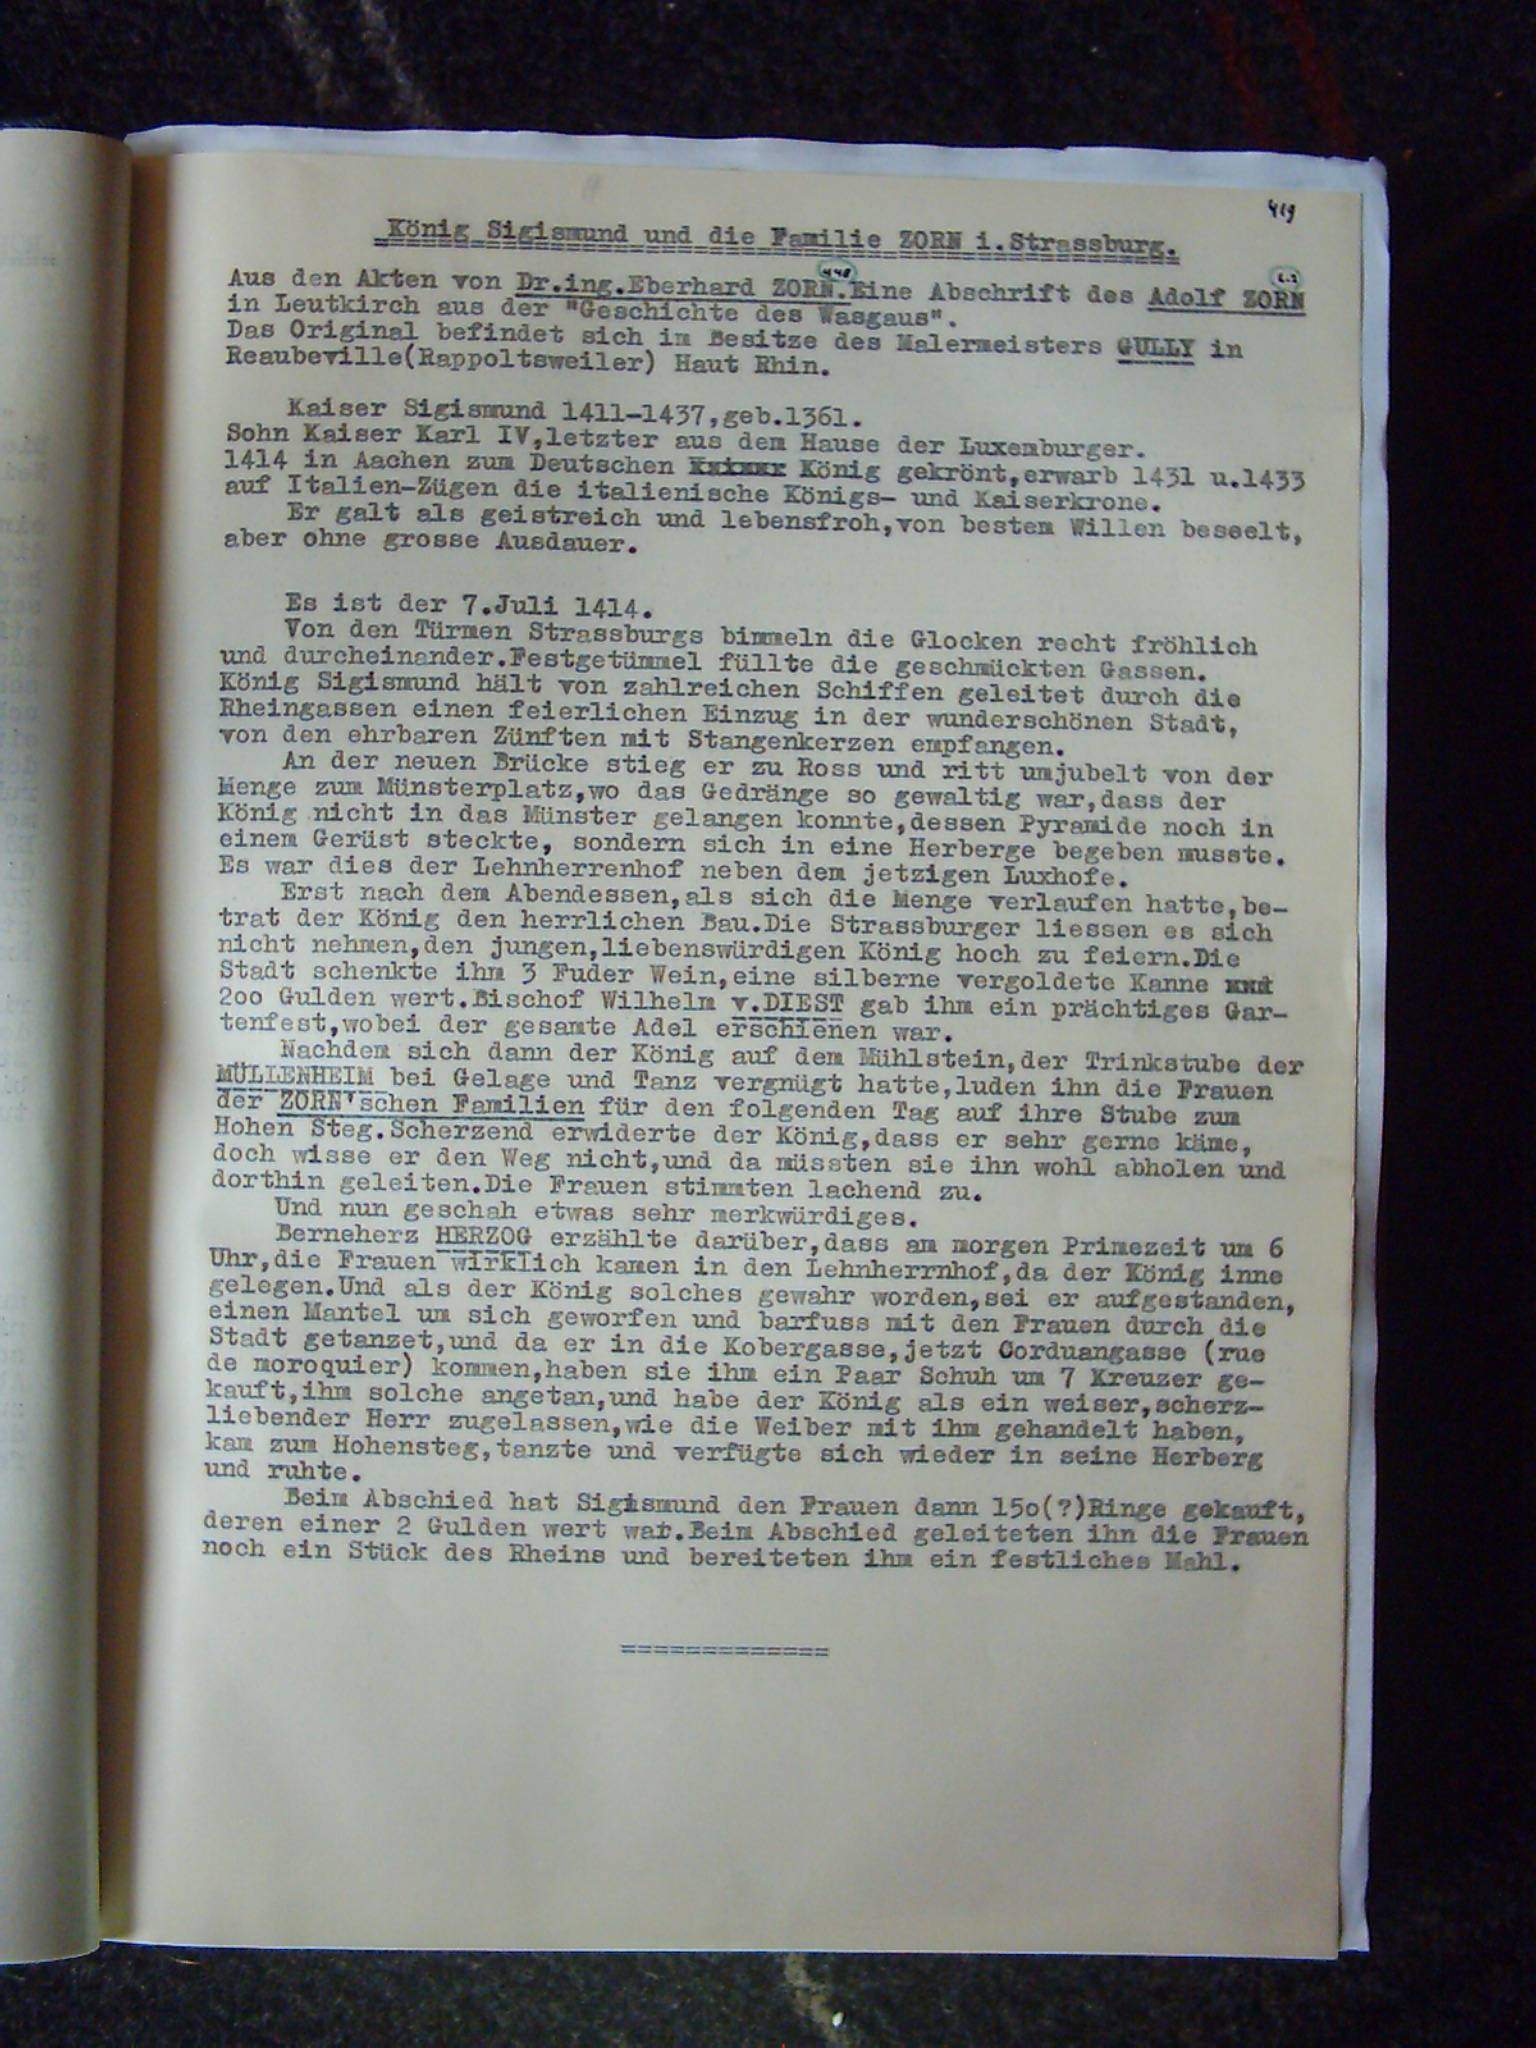 419
König Sigismund und die Familie ZORN i.Strassburg.
Aus den Akten von Dr.ing.Eberhard ZORN.Eine Abschrift des Adolf ZORN
in Leutkirch aus der "Geschichte des Wasgaus".
Das Original befindet sich im Besitze des Malermeisters GULLY in
Reaubeville(Rappoltsweiler) Haut Rhin.
Kaiser Sigismund 1411-1437,geb.1361.
Sohn Kaiser Karl IV,letzter aus dem Hause der Luxemburger.
1414 in Aachen zum Deutschen König gekrönt,erwarb 1431 u.1433
auf Italien-Zügen die italienische Königs- und Kaiserkrone.
Er galt als geistreich und lebensfroh,von bestem Willen beseelt,
aber ohne grosse Ausdauer.
Es ist der 7.Juli 1414.
Von den Türmen Strassburgs bimmeln die Glocken recht fröhlich
und durcheinander.Festgetümmel füllte die geschmückten Gassen.
König Sigismund hält von zahlreichen Schiffen geleitet durch die
Rheingassen einen feierlichen Einzug in der wunderschönen Stadt,
von den ehrbaren Zünften mit Stangenkerzen empfangen.
An der neuen Brücke stieg er zu Ross und ritt umjubelt von der
Menge zum Münsterplatz,wo das Gedränge so gewaltig war,dass der
König nicht in das Münster gelangen konnte,dessen Pyramide noch in
einem Gerüst steckte, sondern sich in eine Herberge begeben musste.
Es war dies der Lehnherrenhof neben dem jetzigen Luxhofe.
Erst nach dem Abendessen,als sich die Menge verlaufen hatte,be-
trat der König den herrlichen Bau.Die Strassburger liessen es sich
nicht nehmen,den jungen,liebenswürdigen König hoch zu feiern.Die
Stadt schenkte ihm 3 Fuder Wein,eine silberne vergoldete Kanne
2oo Gulden wert.Bischof Wilhelm v.DIEST gab ihm ein prächtiges Gar-
tenfest,wobei der gesamte Adel erschienen war.
Nachdem sich dann der König auf dem Mühlstein,der Trinkstube der
MÜLLENHEIM bei Gelage und Tanz vergnügt hatte,luden ihn die Frauen
der ZORN'schen Familien für den folgenden Tag auf ihre Stube zum
Hohen Steg.Scherzend erwiderte der König,dass er sehr gerne käme,
doch wisse er den Weg nicht,und da müssten sie ihn wohl abholen und
dorthin geleiten.Die Frauen stimmten lachend zu.
Und nun geschah etwas sehr merkwürdiges.
Berneherz HERZOG erzählte darüber,dass am morgen Primezeit um 6
Uhr,die Frauen wirklich kamen in den Lehnherrnhof,da der König inne
gelegen.Und als der König solches gewahr worden,sei er aufgestanden,
einen Mantel um sich geworfen und barfuss mit den Frauen durch die
Stadt getanzet,und da er in die Kobergasse,jetzt Corduangasse (rue
de moroquier) kommen,haben sie ihm ein Paar Schuh um 7 Kreuzer ge-
kauft,ihm solche angetan,und habe der König als ein weiser,scherz-
liebender Herr zugelassen,wie die Weiber mit ihm gehandelt haben,
kam zum Hohensteg,tanzte und verfügte sich wieder in seine Herberg
und ruhte.
Beim Abschied hat Sigismund den Frauen dann 15o(?)Ringe gekauft,
deren einer 2 Gulden wert war.Beim Abschied geleiteten ihn die Frauen
noch ein Stück des Rheins und bereiteten ihm ein festliches Mahl.
=============